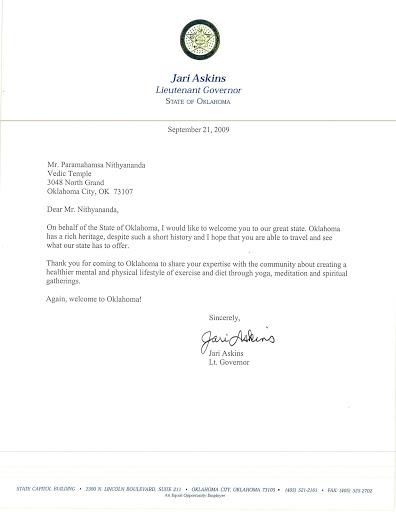 Jari Askins
Lieutenant Governor
STATE OF OKLAHOMA
September 21, 2009
Mr. Paramahamsa Nithyananda
Vedic Temple
3048 North Grand
Oklahoma City, OK 73107
Dear Mr. Nithyananda,
On behalf of the State of Oklahoma, I would like to welcome you to our great state. Oklahoma
has a rich heritage, despite such a short history and I hope that you are able to travel and see
what our state has to offer.
Thank you for coming to Oklahoma to share your expertise with the community about creating a
healthier mental and physical lifestyle of exercise and diet through yoga, meditation and spiritual
gatherings.
Again, welcome to Oklahoma!
Sincerely,
Jari Askins
Jari Askins
Lt. Governor
STATE CAPITOL BUILDING • 2300 N. LINCOLN BOULEVARD, SUITE 211 • OKLAHOMA CITY, OKLAHOMA 73105 • (405) 521-2161 • FAX: (405) 525-2702
An Equal Opportunity Employer